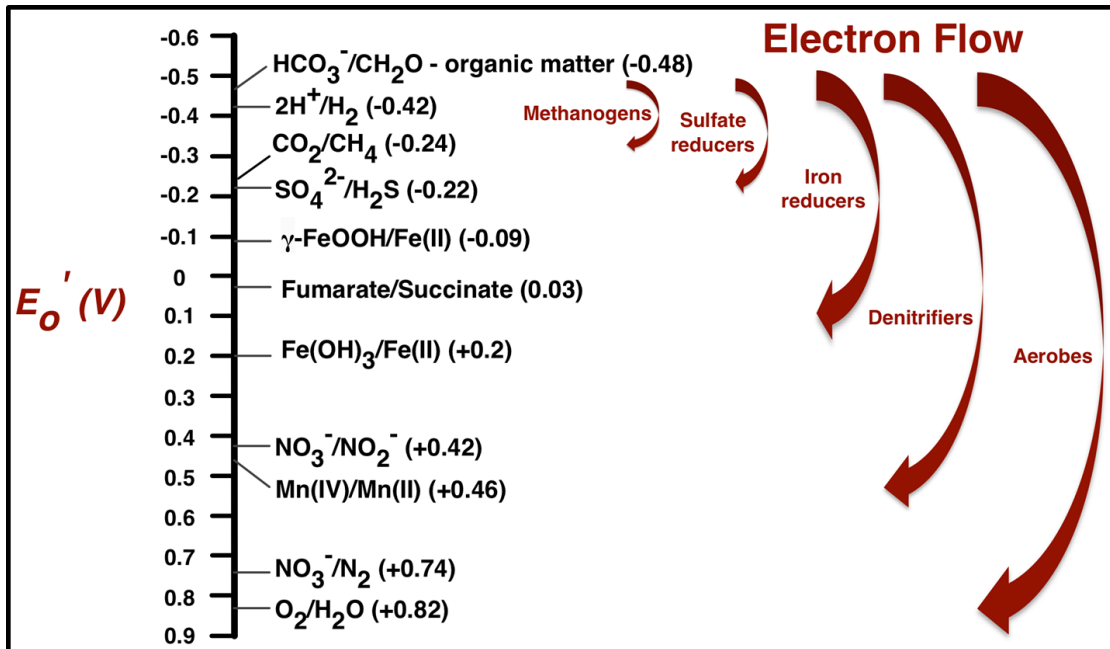 Electron Flow
-0.6
-0.5
-0.4
-0.3
-0.2
-0.1
0
0.1
0.2
0.3
0.4
0.5
0.6
0.7
0.8
0.9
Eo' (V)
HCO3-/CH2O - organic matter (-0.48)
2H+/H2 (-0.42)
CO2/CH4 (-0.24)
SO42-/H2S (-0.22)
γ-FeOOH/Fe(II) (-0.09)
Fumarate/Succinate (0.03)
Fe(OH)3/Fe(II) (+0.2)
NO3-/NO2- (+0.42)
Mn(IV)/Mn(II) (+0.46)
NO3-/N2 (+0.74)
O2/H2O (+0.82)
Methanogens
Sulfate
reducers
Iron
reducers
Denitrifiers
Aerobes